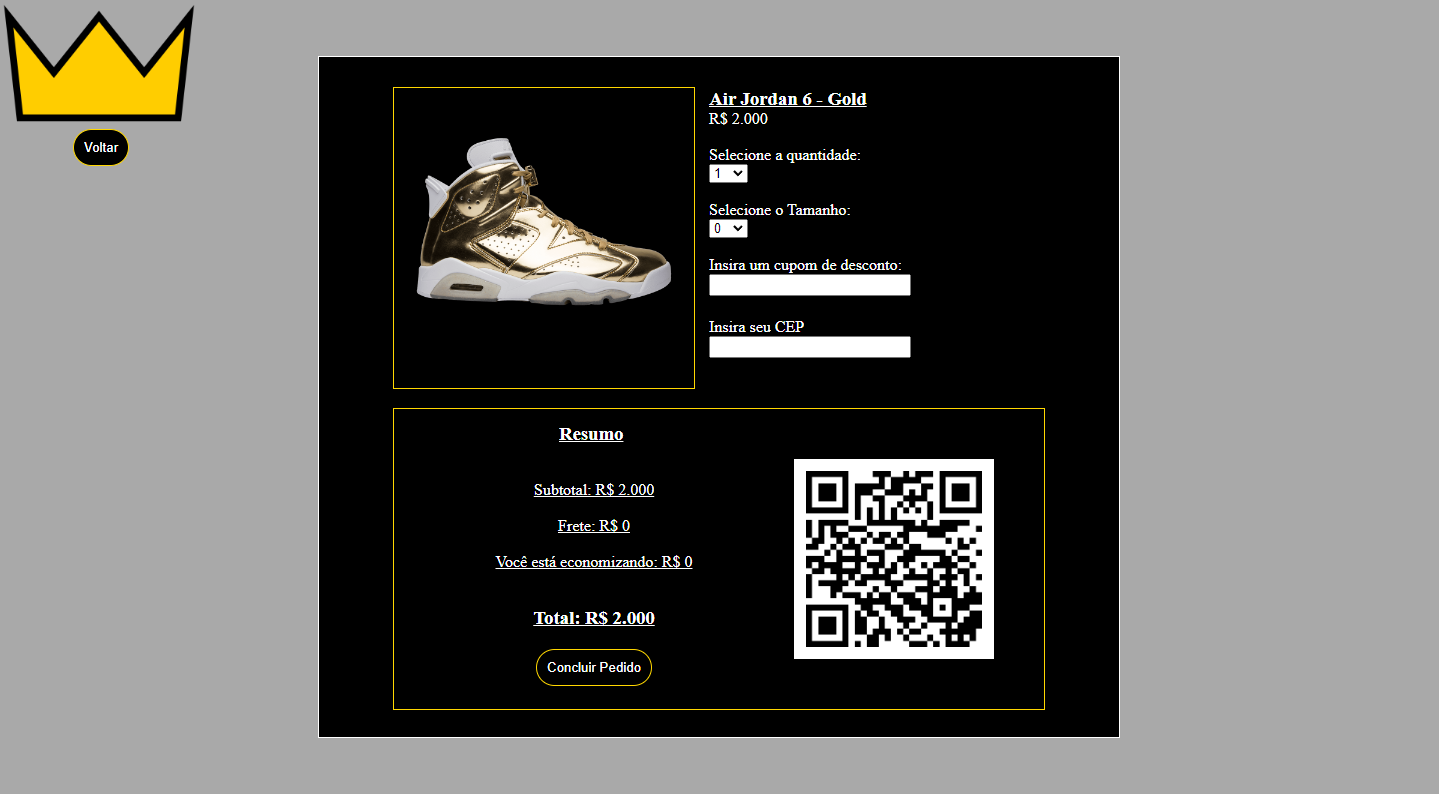 Voltar
Air Jordan 6 - Gold
R$ 2.000
Selecione a quantidade:
1
Selecione o Tamanho:
0
Insira um cupom de desconto:
Insira seu CEP
Resumo
Subtotal: R$ 2.000
Frete: R$ 0
Você está economizando: R$ 0
Total: R$ 2.000
Concluir Pedido